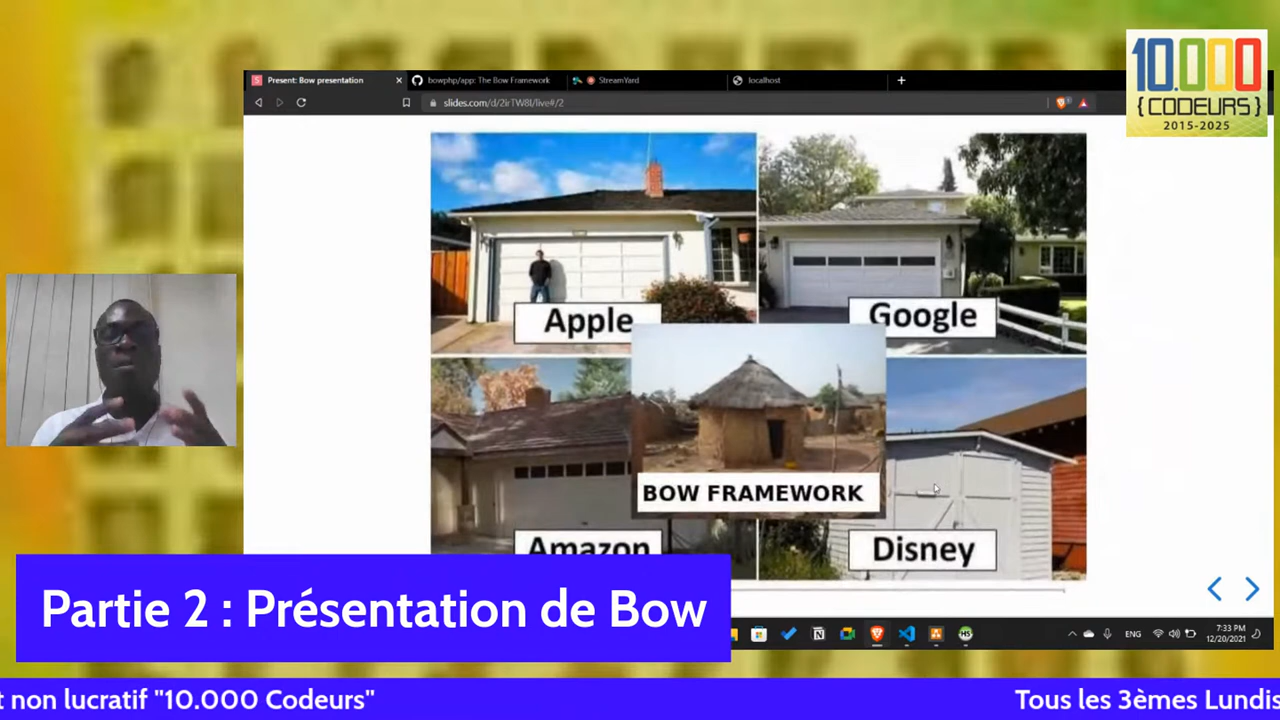 10.000
{CODEURS}
2015-2025
Present: Bow presentation
bowphp/app: The Bow Framework
StreamYard
localhost
slides.com/d/2irTW8I/live#/2
Apple
Google
BOW FRAMEWORK
Amazon
Disney
Partie 2 : Présentation de Bow
ENG
7:33 PM
12/20/2021
t non lucratif "10.000 Codeurs"
Tous les 3èmes Lundis